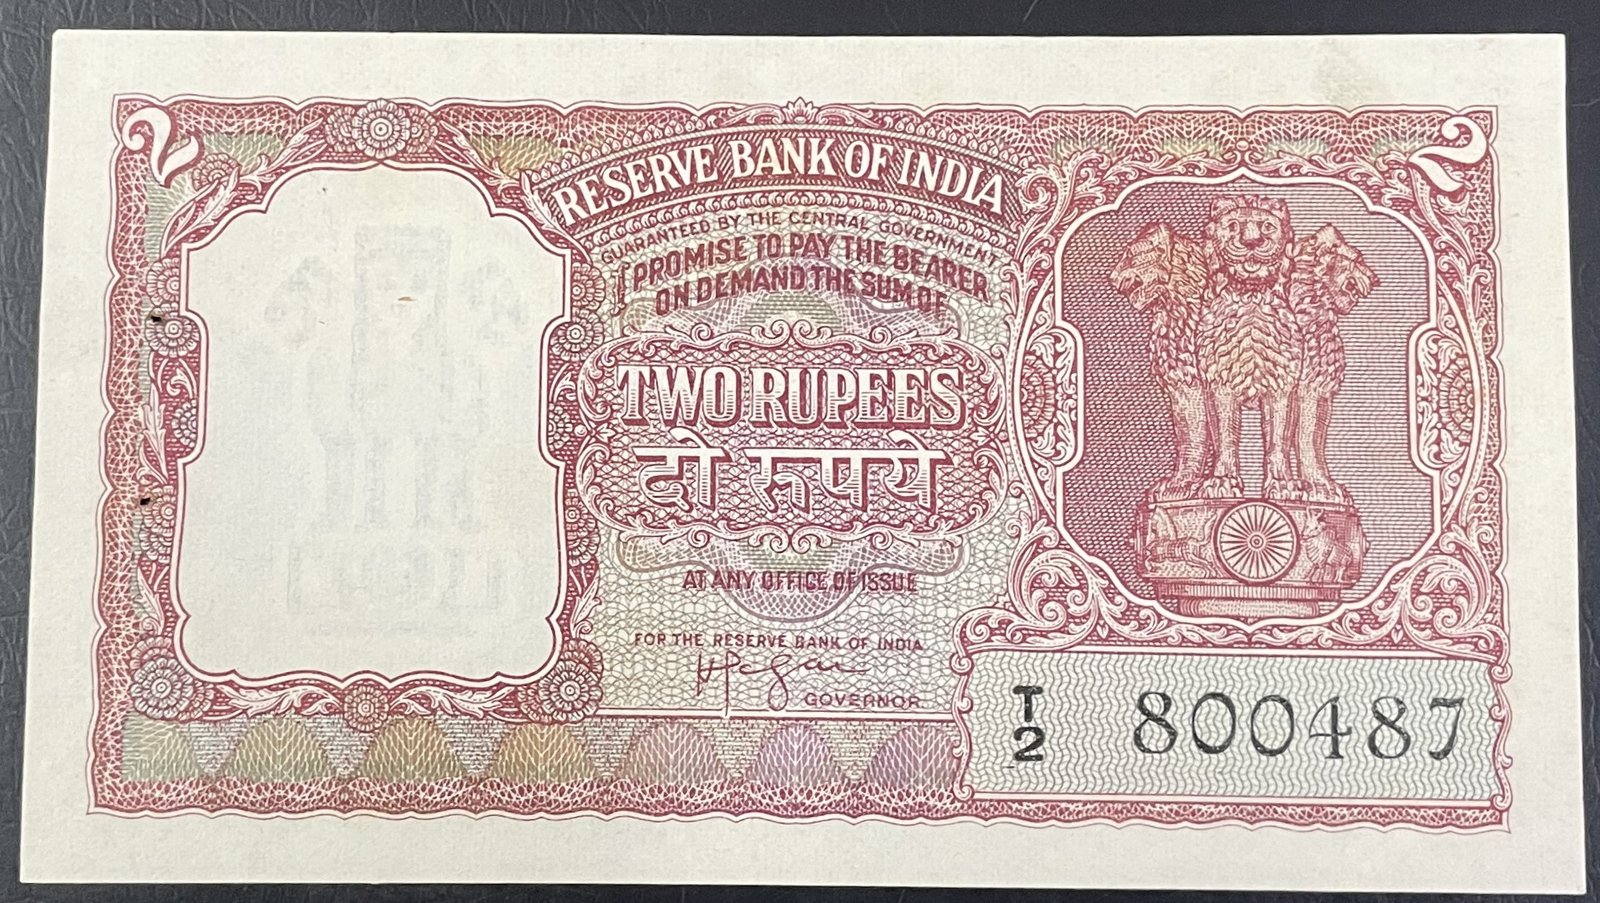 2 2
RESERVE BANK OF INDIA
GUARANTEED BY THE CENTRAL GOVERNMENT
I PROMISE TO PAY THE BEARER
ON DEMAND THE SUM OF
TWO RUPEES
दो रुपये
AT ANY OFFICE OF ISSUE
FOR THE RESERVE BANK OF INDIA
GOVERNOR
T
2 800487